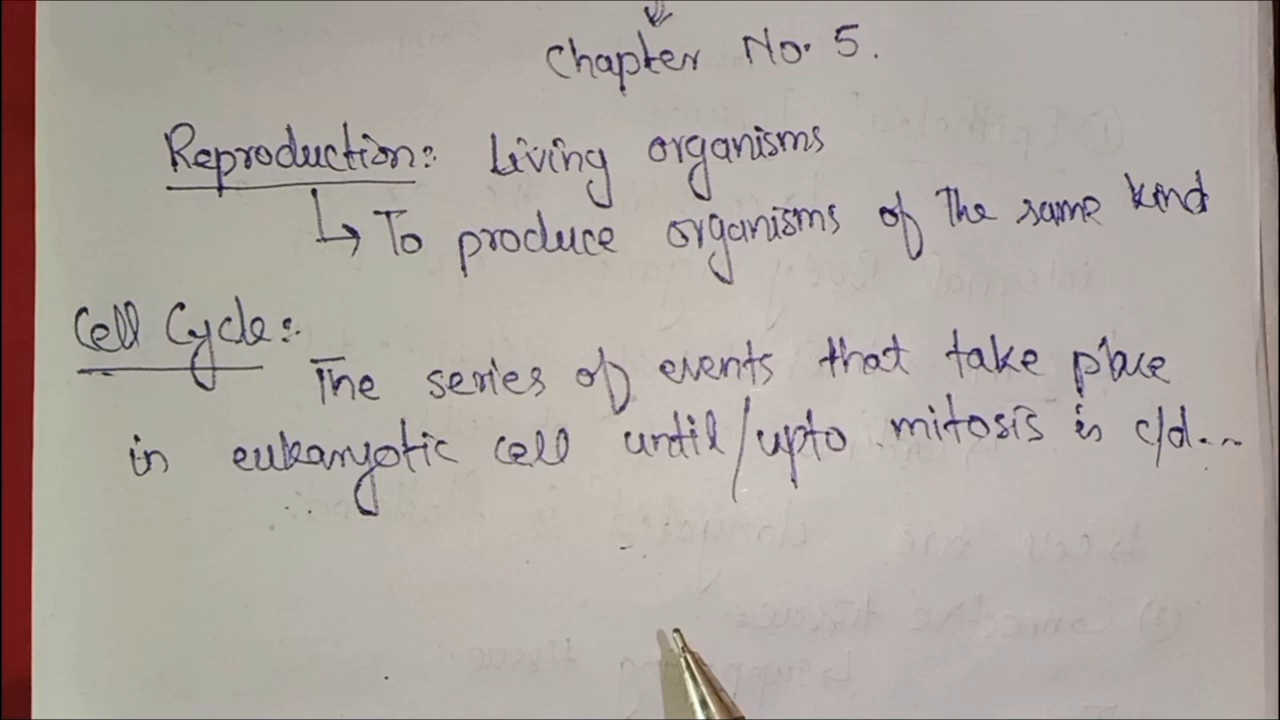 Chapter No. 5.
Reproduction: Living organisms
↳ To produce organisms of the same kind
Cell Cycle:
The series of events that take place
in eukaryotic cell until/upto mitosis is c/d...